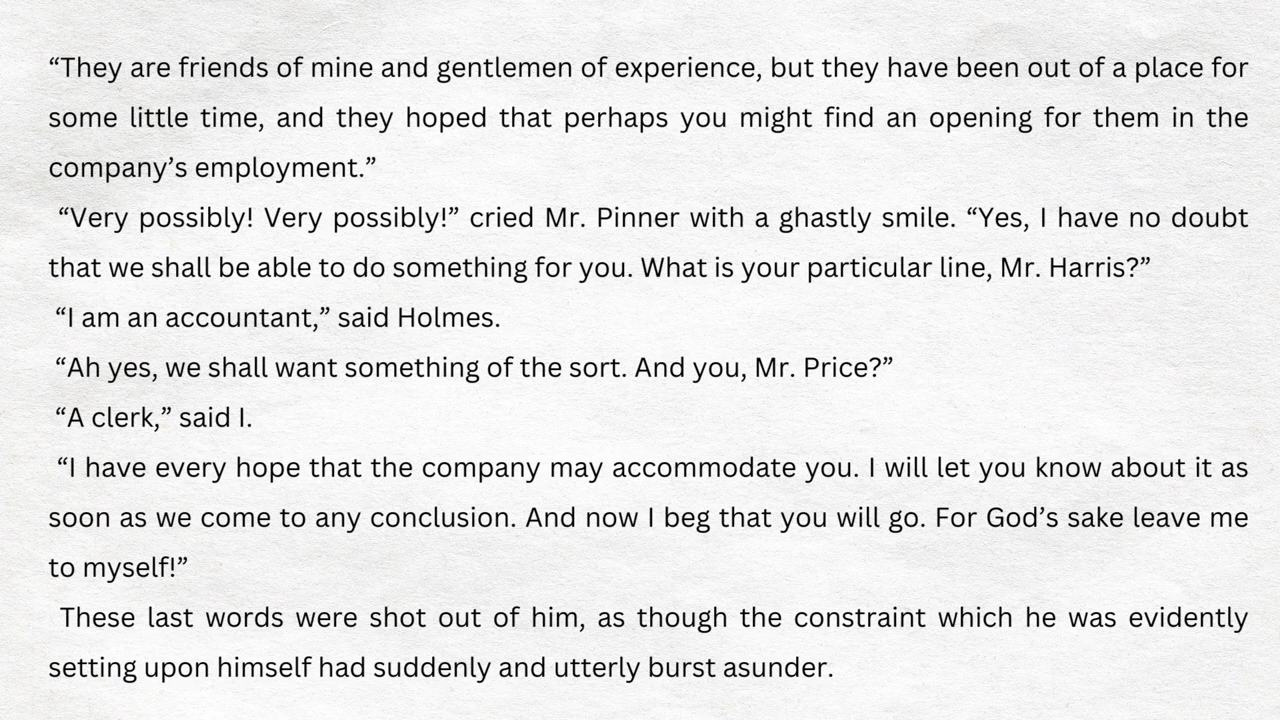 “They are friends of mine and gentlemen of experience, but they have been out of a place for
some little time, and they hoped that perhaps you might find an opening for them in the
company’s employment.”
“Very possibly! Very possibly!” cried Mr. Pinner with a ghastly smile. “Yes, I have no doubt
that we shall be able to do something for you. What is your particular line, Mr. Harris?”
“I am an accountant,” said Holmes.
“Ah yes, we shall want something of the sort. And you, Mr. Price?”
“A clerk,” said I.
“I have every hope that the company may accommodate you. I will let you know about it as
soon as we come to any conclusion. And now I beg that you will go. For God’s sake leave me
to myself!”
These last words were shot out of him, as though the constraint which he was evidently
setting upon himself had suddenly and utterly burst asunder.